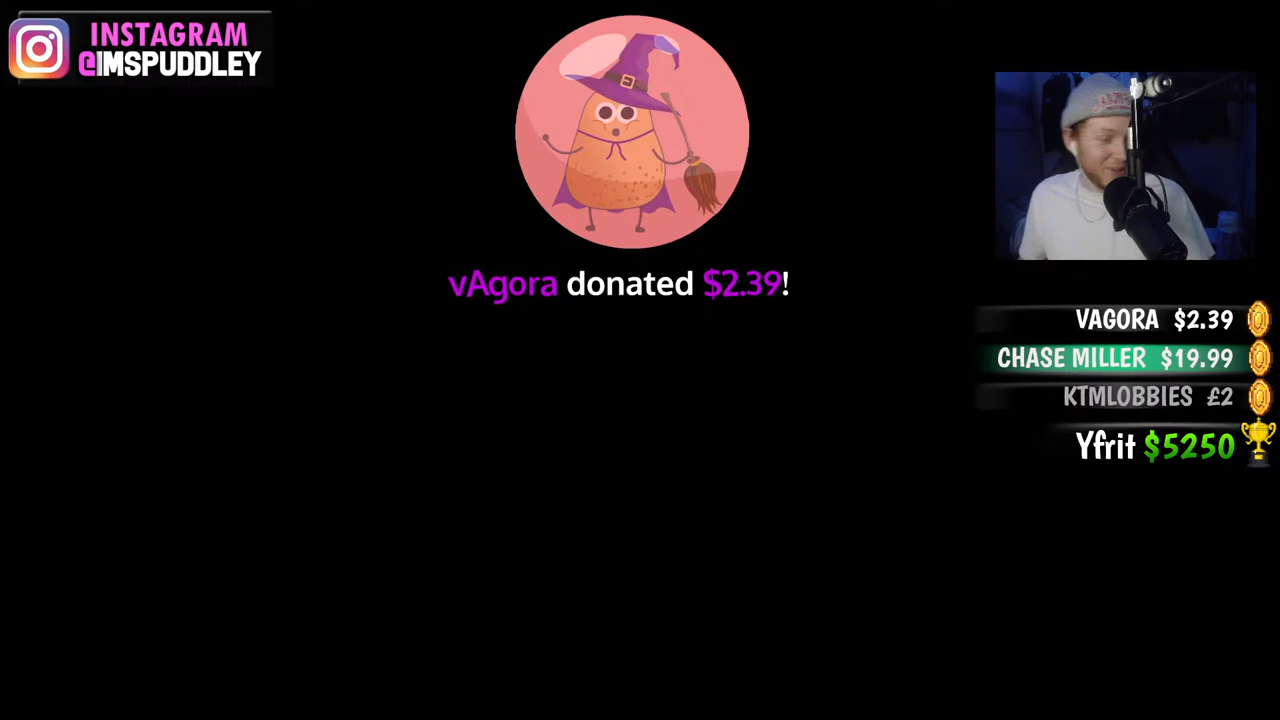 INSTAGRAM
@IMSPUDDLEY
vAgora donated $2.39!
VAGORA $2.39
CHASE MILLER $19.99
KTMLOBBIES £2
Yfrit $5250